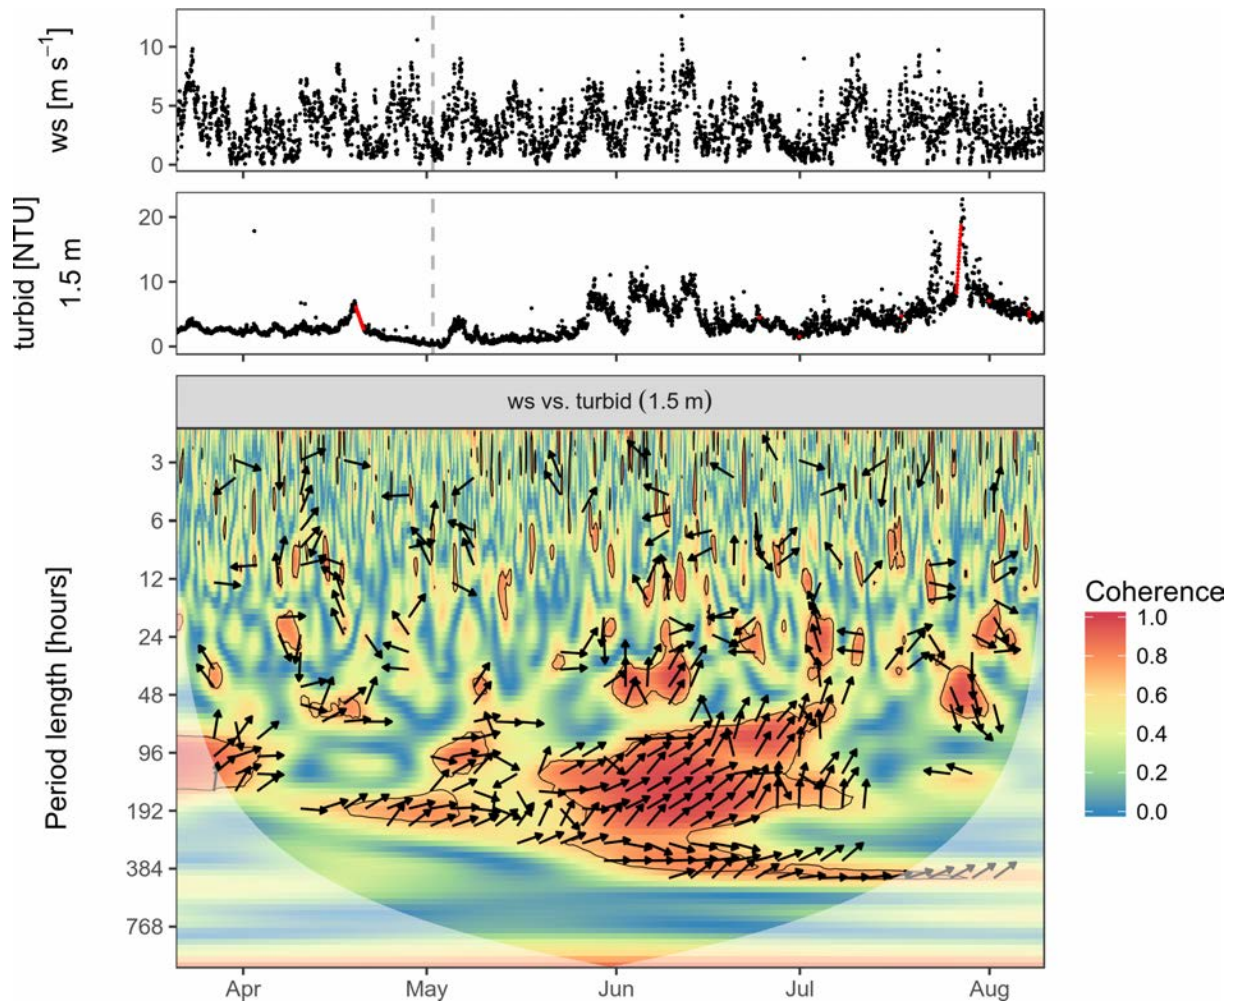 ws [m s⁻¹]
10
5
0
turbid [NTU]
1.5 m
20
10
0
ws vs. turbid (1.5 m)
Period length [hours]
3
6
12
24
48
96
192
384
768
Apr
May
Jun
Jul
Aug
Coherence
1.0
0.8
0.6
0.4
0.2
0.0